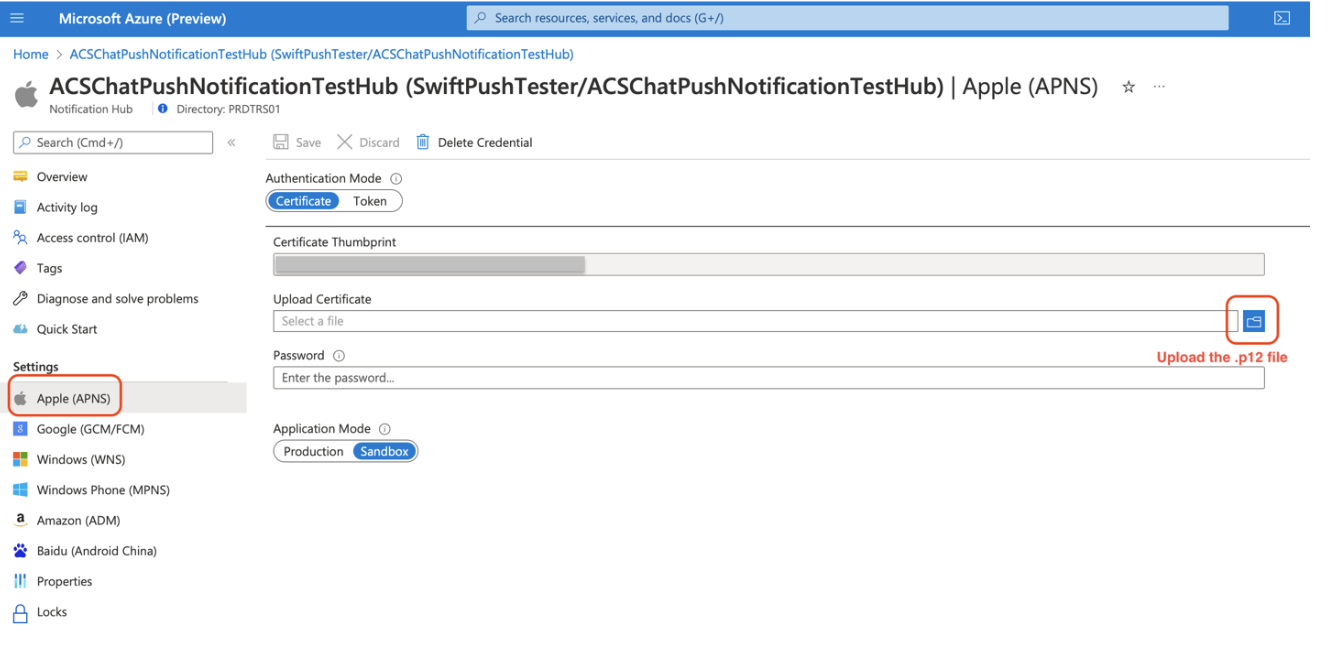 Microsoft Azure (Preview)
Search resources, services, and docs (G+/)
Home > ACSChatPushNotificationTestHub (SwiftPushTester/ACSChatPushNotificationTestHub)
ACSChatPushNotificationTestHub (SwiftPushTester/ACSChatPushNotificationTestHub) | Apple (APNS)
Notification Hub
Directory: PRDTRS01
Search (Cmd+/)
«
Save
Discard
Delete Credential
Overview
Activity log
Access control (IAM)
Tags
Diagnose and solve problems
Quick Start
Settings
Apple (APNS)
Google (GCM/FCM)
Windows (WNS)
Windows Phone (MPNS)
Amazon (ADM)
Baidu (Android China)
Properties
Locks
Authentication Mode
Certificate
Token
Certificate Thumbprint
Upload Certificate
Select a file
Upload the .p12 file
Password
Enter the password...
Application Mode
Production
Sandbox